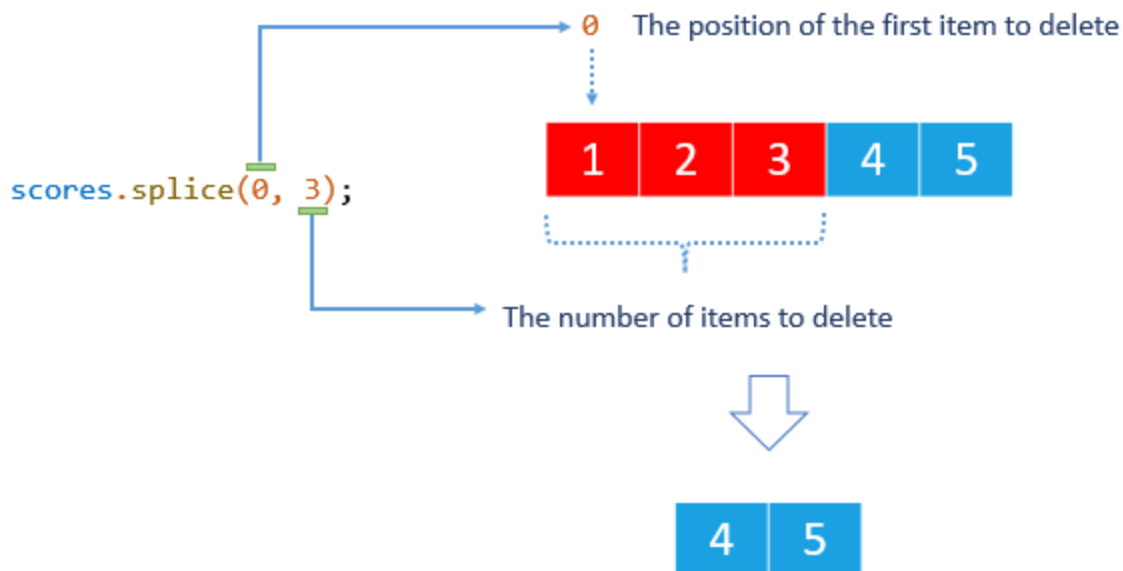 0 The position of the first item to delete
1 2 3 4 5
scores.splice(0, 3);
The number of items to delete
4 5